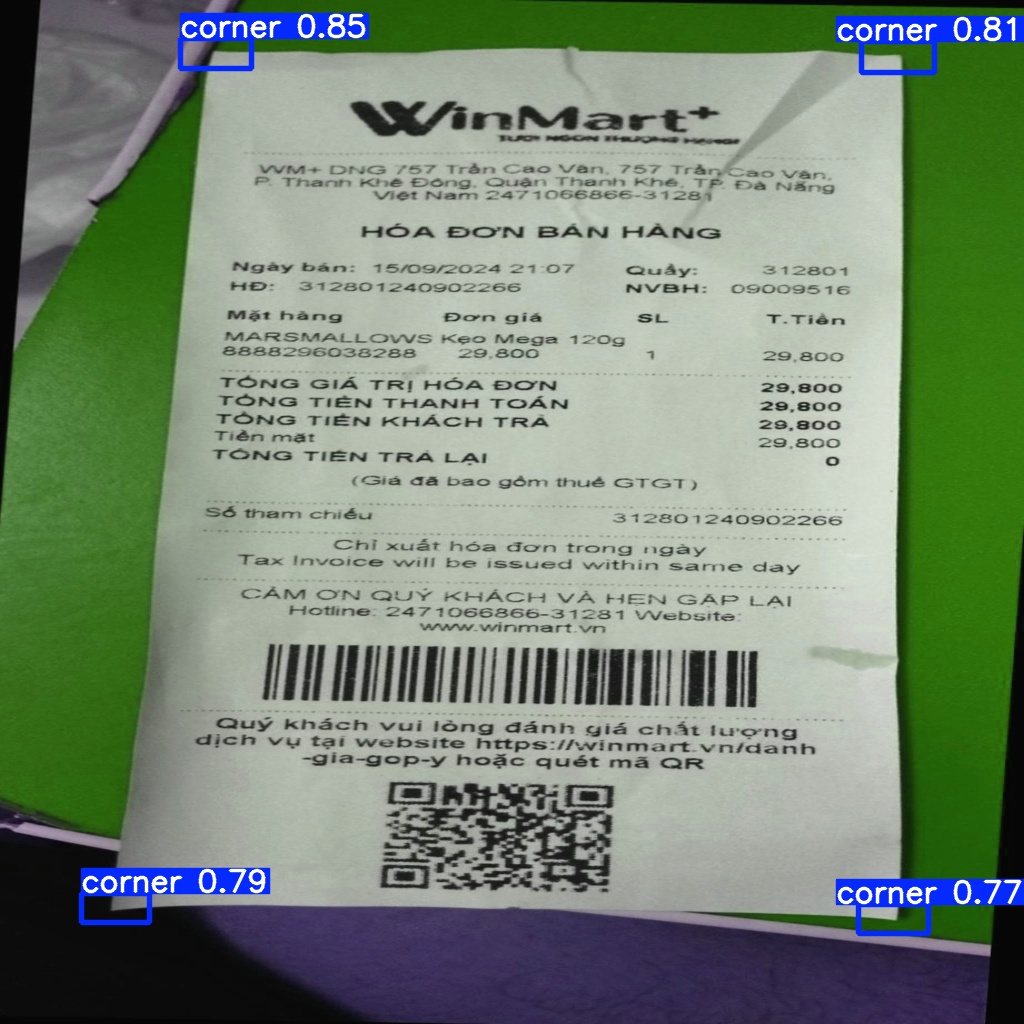 corner 0.85
corner 0.81
WinMart+
TƯƠI NGON THƯỢNG HẠNG!
WM+ DNG 757 Trần Cao Vân, 757 Trần Cao Vân,
P. Thanh Khê Đông, Quận Thanh Khê, TP. Đà Nẵng
Việt Nam 2471066866-31281
HÓA ĐƠN BÁN HÀNG
Ngày bán: 15/09/2024 21:07 Quầy: 312801
HĐ: 312801240902266 NVBH: 09009516
Mặt hàng Đơn giá SL T.Tiền
MARSMALLOWS Kẹo Mega 120g
8888296038288 29,800 1 29,800
TỔNG GIÁ TRỊ HÓA ĐƠN 29,800
TỔNG TIỀN THANH TOÁN 29,800
TỔNG TIỀN KHÁCH TRẢ 29,800
Tiền mặt 29,800
TỔNG TIỀN TRẢ LẠI 0
(Giá đã bao gồm thuế GTGT)
Số tham chiếu 312801240902266
Chỉ xuất hóa đơn trong ngày
Tax Invoice will be issued within same day
CẢM ƠN QUÝ KHÁCH VÀ HẸN GẶP LẠI
Hotline: 2471066866-31281 Website:
www.winmart.vn
Quý khách vui lòng đánh giá chất lượng
dịch vụ tại website https://winmart.vn/danh
-gia-gop-y hoặc quét mã QR
corner 0.79
corner 0.77